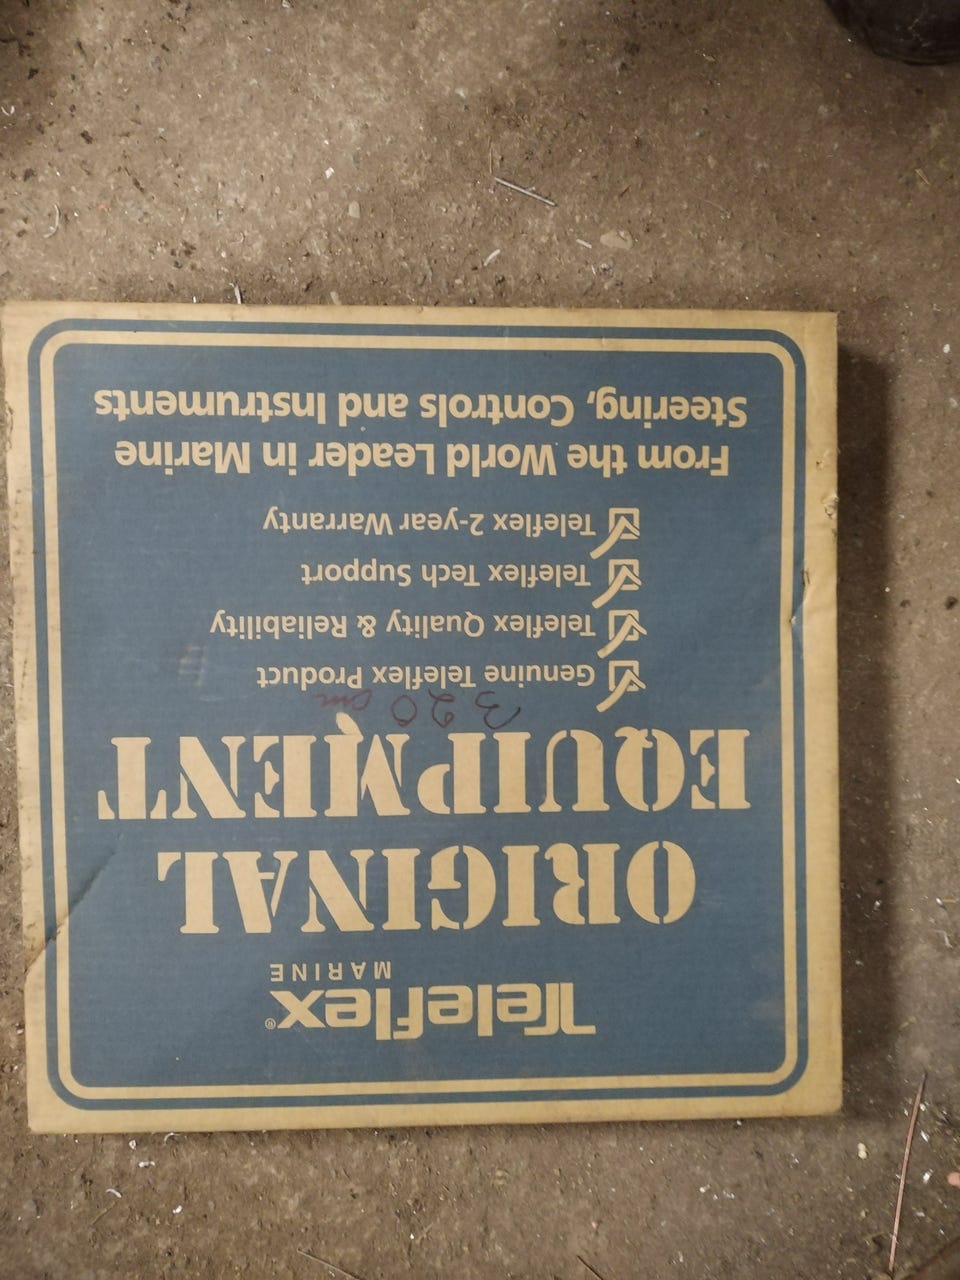 Teleflex®
MARINE
ORIGINAL
EQUIPMENT
320 cm
Genuine Teleflex Product
Teleflex Quality & Reliability
Teleflex Tech Support
Teleflex 2-year Warranty
From the World Leader in Marine
Steering, Controls and Instruments